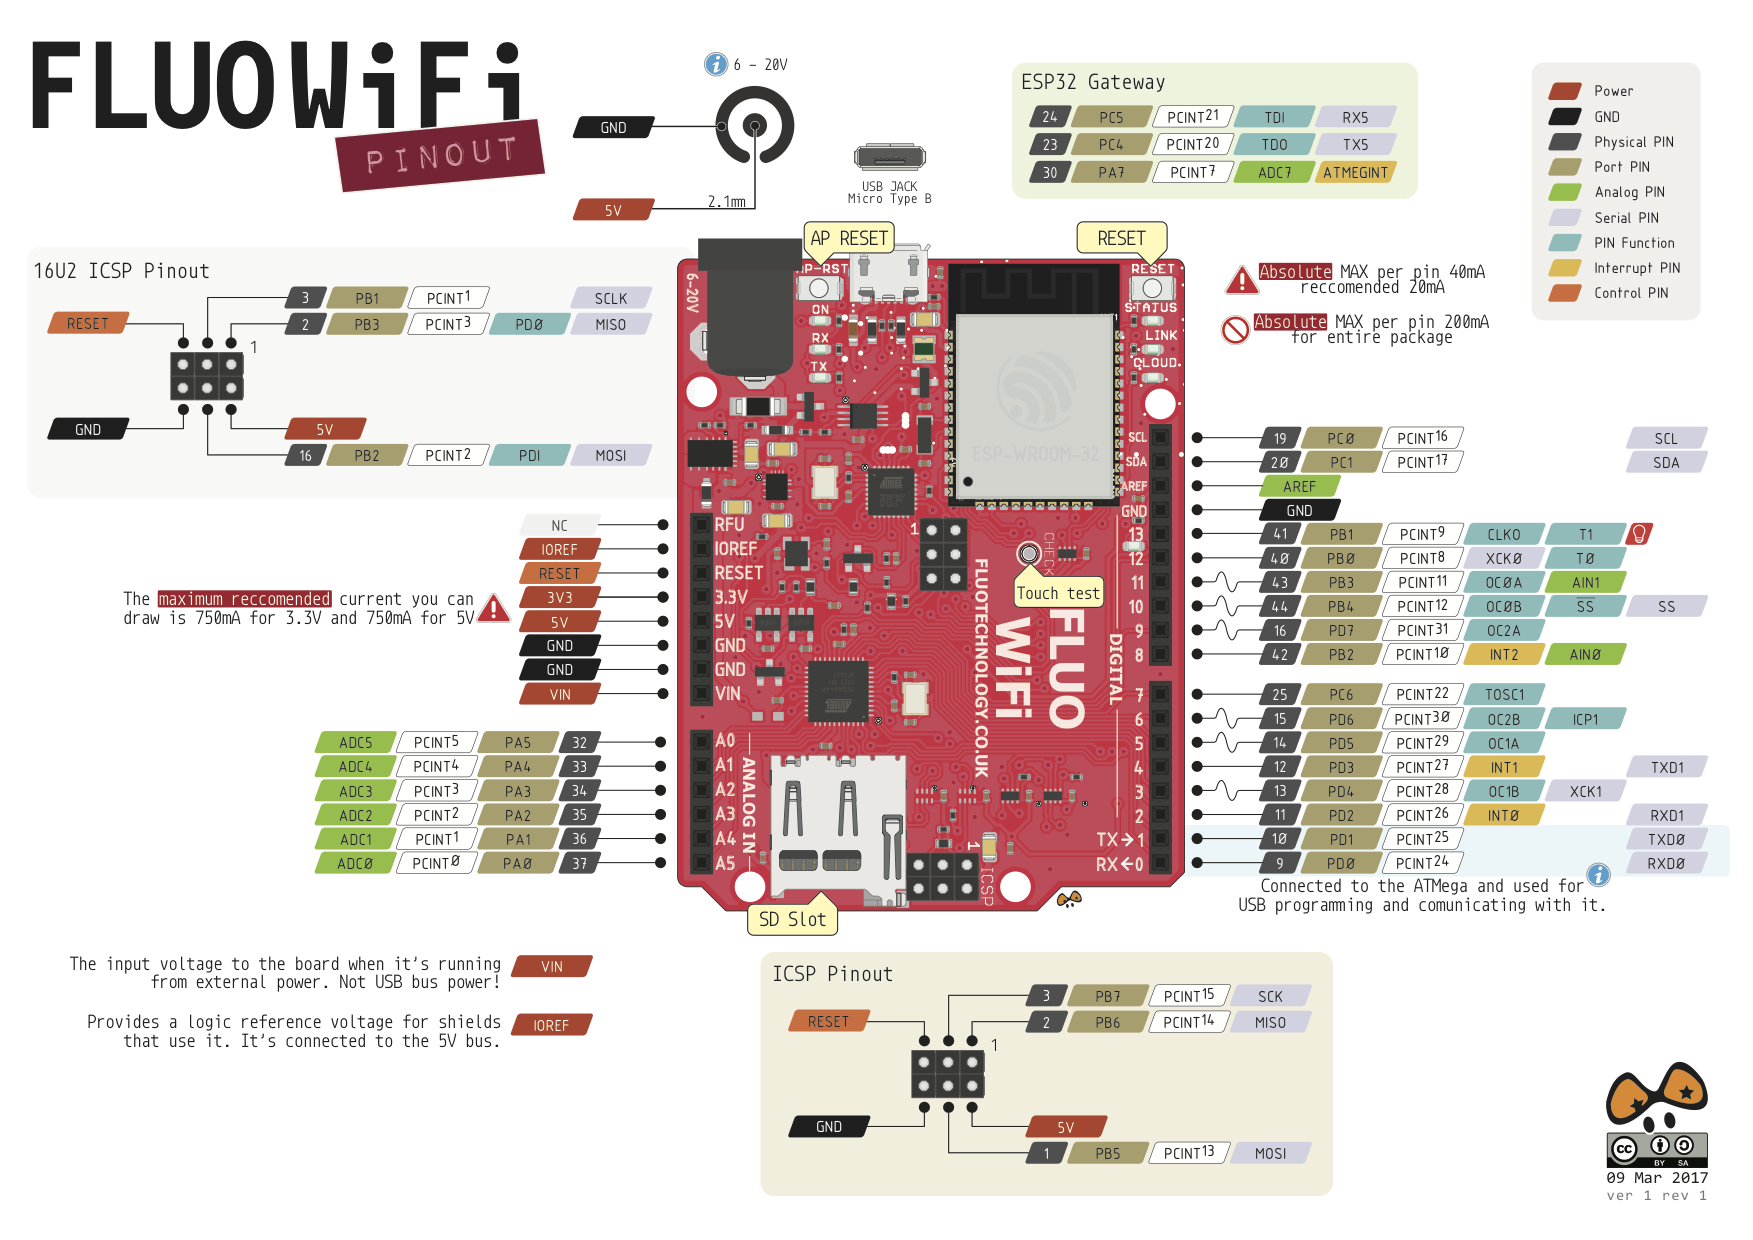 FLUO WiFi
PINOUT
6 - 20V
GND
5V
2.1mm
USB JACK
Micro Type B
ESP32 Gateway
24 PC5 PCINT21 TDI RX5
23 PC4 PCINT20 TDO TX5
30 PA7 PCINT7 ADC7 ATMEGINT
Power
GND
Physical PIN
Port PIN
Analog PIN
Serial PIN
PIN Function
Interrupt PIN
Control PIN
AP RESET
RESET
16U2 ICSP Pinout
3 PB1 PCINT1 SCLK
2 PB3 PCINT3 PD0 MISO
RESET
1
GND
5V
16 PB2 PCINT2 PDI MOSI
Absolute MAX per pin 40mA
reccomended 20mA
Absolute MAX per pin 200mA
for entire package
NC
IOREF
RESET
3V3
5V
GND
GND
VIN
The maximum reccomended current you can
draw is 750mA for 3.3V and 750mA for 5V
ADC5 PCINT5 PA5 32
ADC4 PCINT4 PA4 33
ADC3 PCINT3 PA3 34
ADC2 PCINT2 PA2 35
ADC1 PCINT1 PA1 36
ADC0 PCINT0 PA0 37
6-20V
P-RST
ON
RX
TX
RESET
STATUS
LINK
CLOUD
ESP-WROOM-32
RFU
IOREF
RESET
3.3V
5V
GND
GND
VIN
A0
A1
A2
A3
A4
A5
ANALOG IN
1
CHECK
Touch test
FLUO
WiFi
FLUOTECHNOLOGY.CO.UK
DIGITAL
ATMEL
1
ICSP
SCL
SDA
AREF
GND
13
12
11
10
9
8
7
6
5
4
3
2
TX→1
RX←0
SD Slot
19 PC0 PCINT16 SCL
20 PC1 PCINT17 SDA
AREF
GND
41 PB1 PCINT9 CLKO T1
40 PB0 PCINT8 XCK0 T0
43 PB3 PCINT11 OC0A AIN1
44 PB4 PCINT12 OC0B SS SS
16 PD7 PCINT31 OC2A
42 PB2 PCINT10 INT2 AIN0
25 PC6 PCINT22 TOSC1
15 PD6 PCINT30 OC2B ICP1
14 PD5 PCINT29 OC1A
12 PD3 PCINT27 INT1 TXD1
13 PD4 PCINT28 OC1B XCK1
11 PD2 PCINT26 INT0 RXD1
10 PD1 PCINT25 TXD0
9 PD0 PCINT24 RXD0
Connected to the ATMega and used for
USB programming and comunicating with it.
The input voltage to the board when it's running
from external power. Not USB bus power!
VIN
Provides a logic reference voltage for shields
that use it. It's connected to the 5V bus.
IOREF
ICSP Pinout
3 PB7 PCINT15 SCK
2 PB6 PCINT14 MISO
RESET
1
GND
5V
1 PB5 PCINT13 MOSI
cc
BY SA
09 Mar 2017
ver 1 rev 1